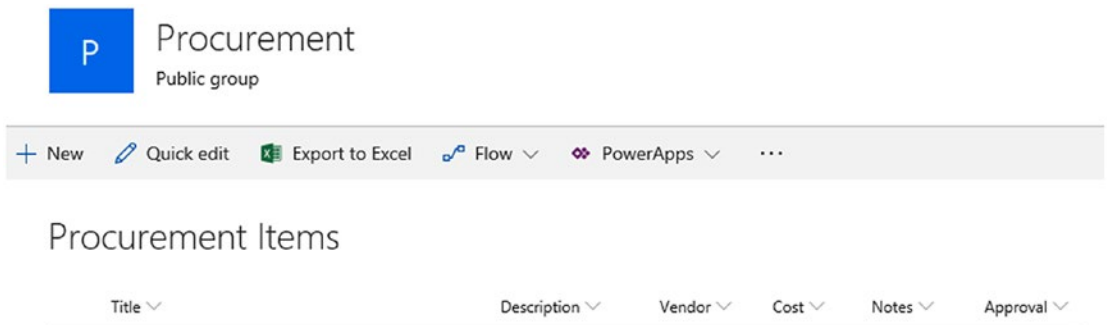 P
Procurement
Public group
New Quick edit Export to Excel Flow PowerApps ...
Procurement Items
Title Description Vendor Cost Notes Approval